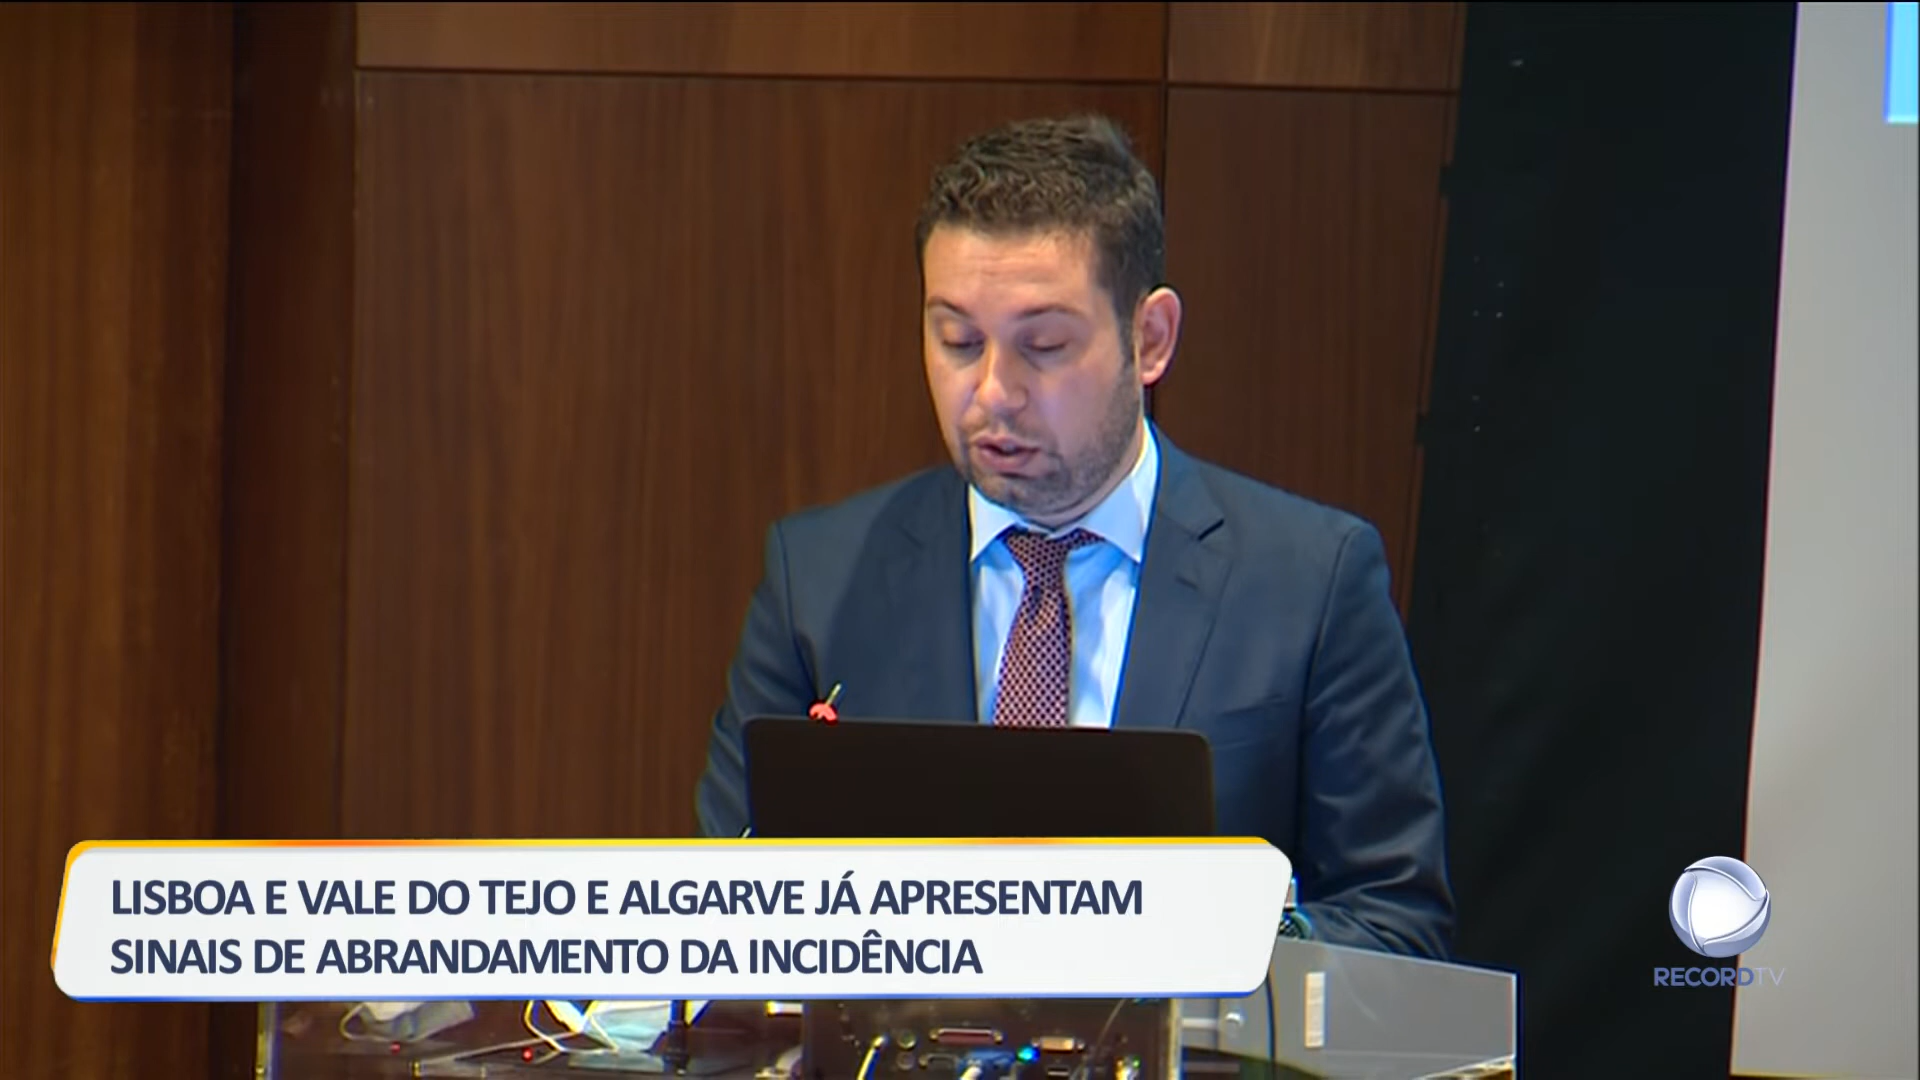 LISBOA E VALE DO TEJO E ALGARVE JÁ APRESENTAM
SINAIS DE ABRANDAMENTO DA INCIDÊNCIA
RECORDTV